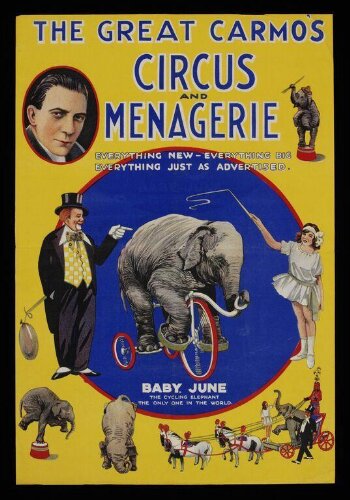 THE GREAT CARMO'S
CIRCUS
AND
MENAGERIE
EVERYTHING NEW – EVERYTHING BIG
EVERYTHING JUST AS ADVERTISED.
BABY JUNE
THE CYCLING ELEPHANT
THE ONLY ONE IN THE WORLD.